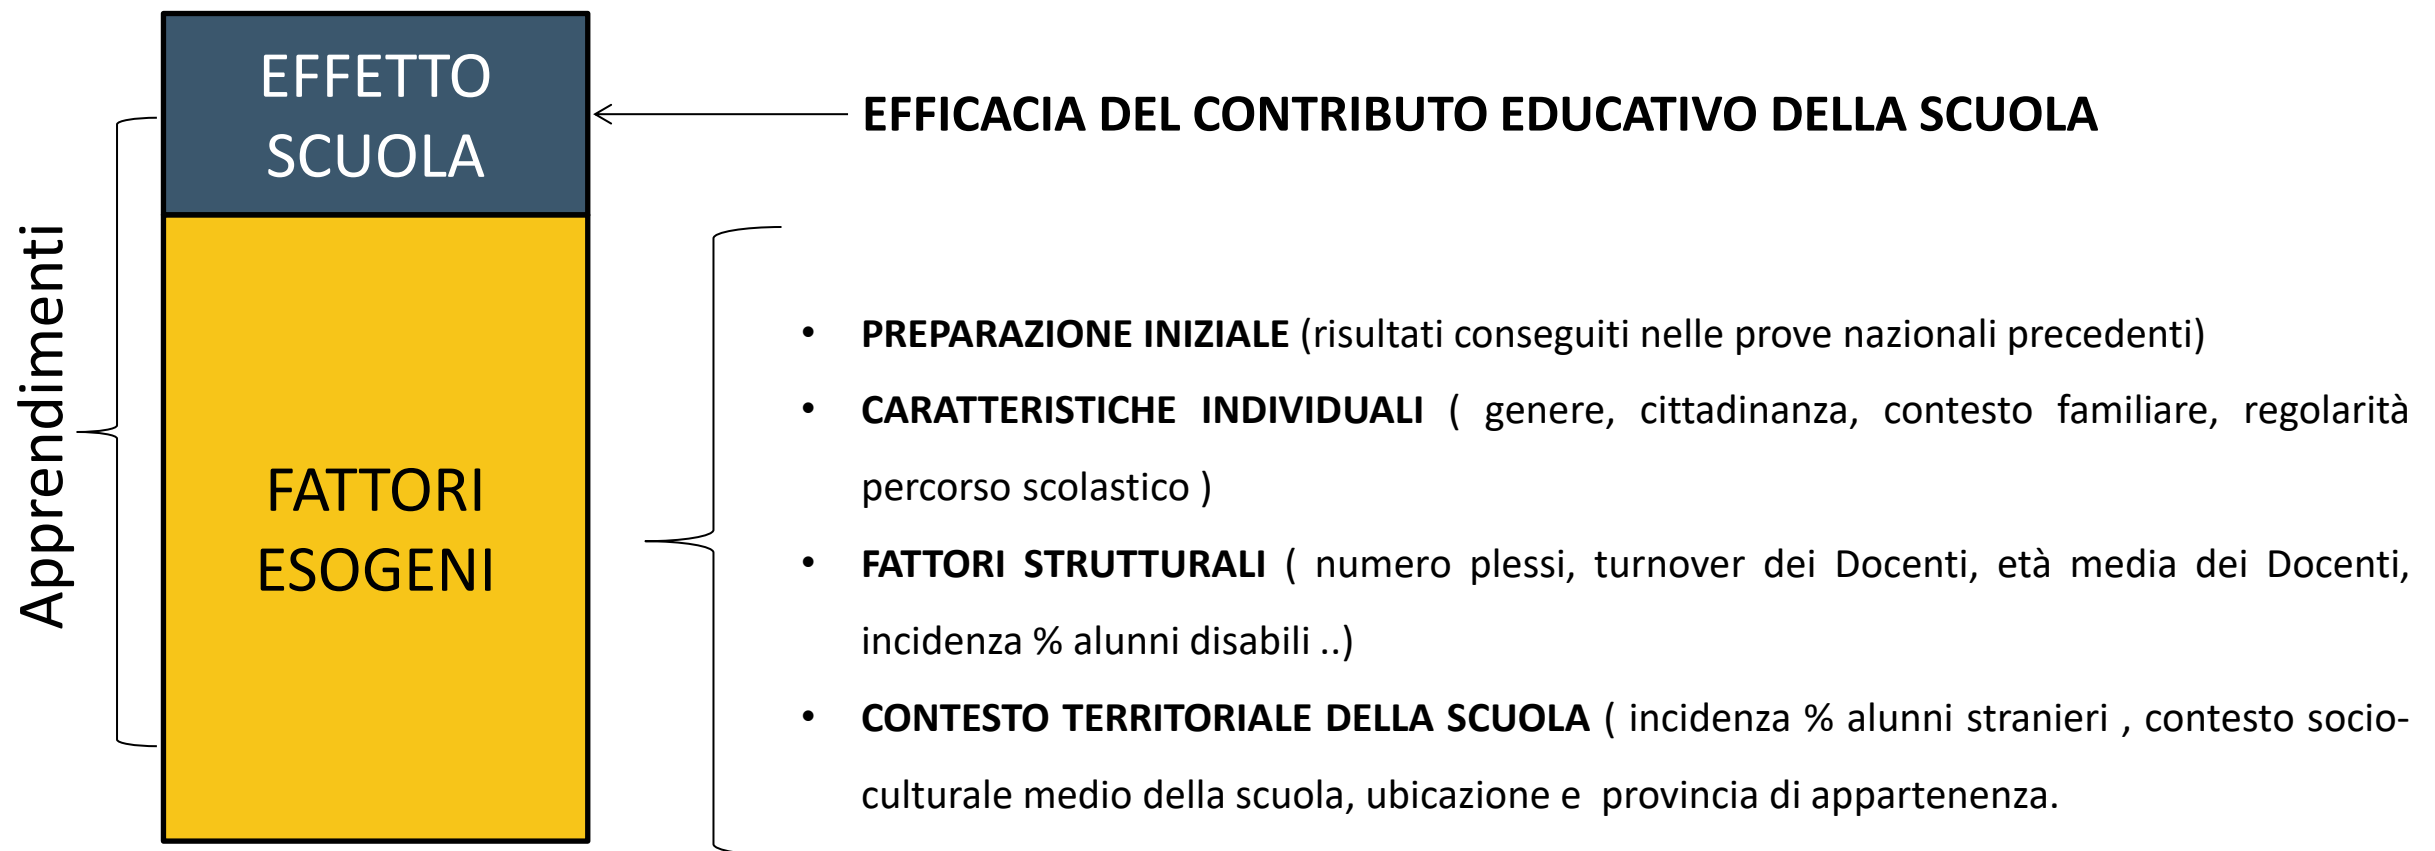 Apprendimenti
EFFETTO
SCUOLA
FATTORI
ESOGENI
EFFICACIA DEL CONTRIBUTO EDUCATIVO DELLA SCUOLA
• PREPARAZIONE INIZIALE (risultati conseguiti nelle prove nazionali precedenti)
• CARATTERISTICHE INDIVIDUALI ( genere, cittadinanza, contesto familiare, regolarità
percorso scolastico )
• FATTORI STRUTTURALI ( numero plessi, turnover dei Docenti, età media dei Docenti,
incidenza % alunni disabili ..)
• CONTESTO TERRITORIALE DELLA SCUOLA ( incidenza % alunni stranieri , contesto socio-
culturale medio della scuola, ubicazione e provincia di appartenenza.